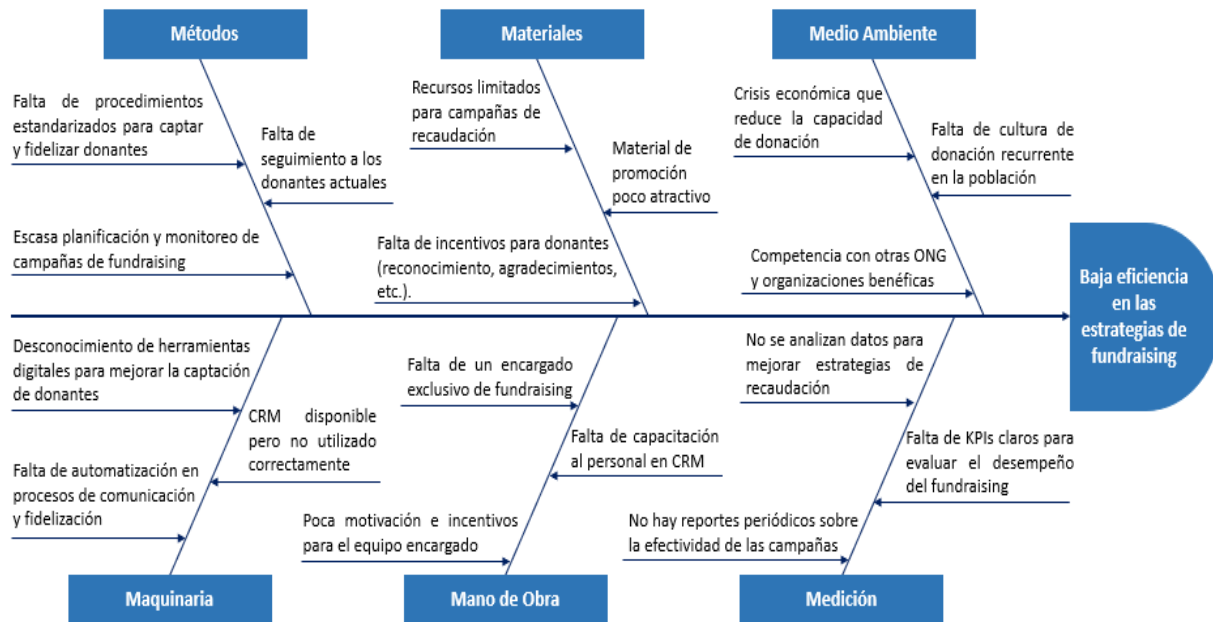 Métodos
Materiales
Medio Ambiente
Falta de procedimientos
estandarizados para captar
y fidelizar donantes
Falta de
seguimiento a los
donantes actuales
Escasa planificación y monitoreo de
campañas de fundraising
Recursos limitados
para campañas de
recaudación
Material de
promoción
poco atractivo
Falta de incentivos para donantes
(reconocimiento, agradecimientos,
etc.).
Crisis económica que
reduce la capacidad
de donación
Falta de cultura de
donación recurrente
en la población
Competencia con otras ONG
y organizaciones benéficas
Baja eficiencia
en las
estrategias de
fundraising
Desconocimiento de herramientas
digitales para mejorar la captación
de donantes
CRM disponible
pero no utilizado
correctamente
Falta de automatización en
procesos de comunicación
y fidelización
Falta de un encargado
exclusivo de fundraising
Falta de capacitación
al personal en CRM
Poca motivación e incentivos
para el equipo encargado
No se analizan datos para
mejorar estrategias de
recaudación
Falta de KPIs claros para
evaluar el desempeño
del fundraising
No hay reportes periódicos sobre
la efectividad de las campañas
Maquinaria
Mano de Obra
Medición